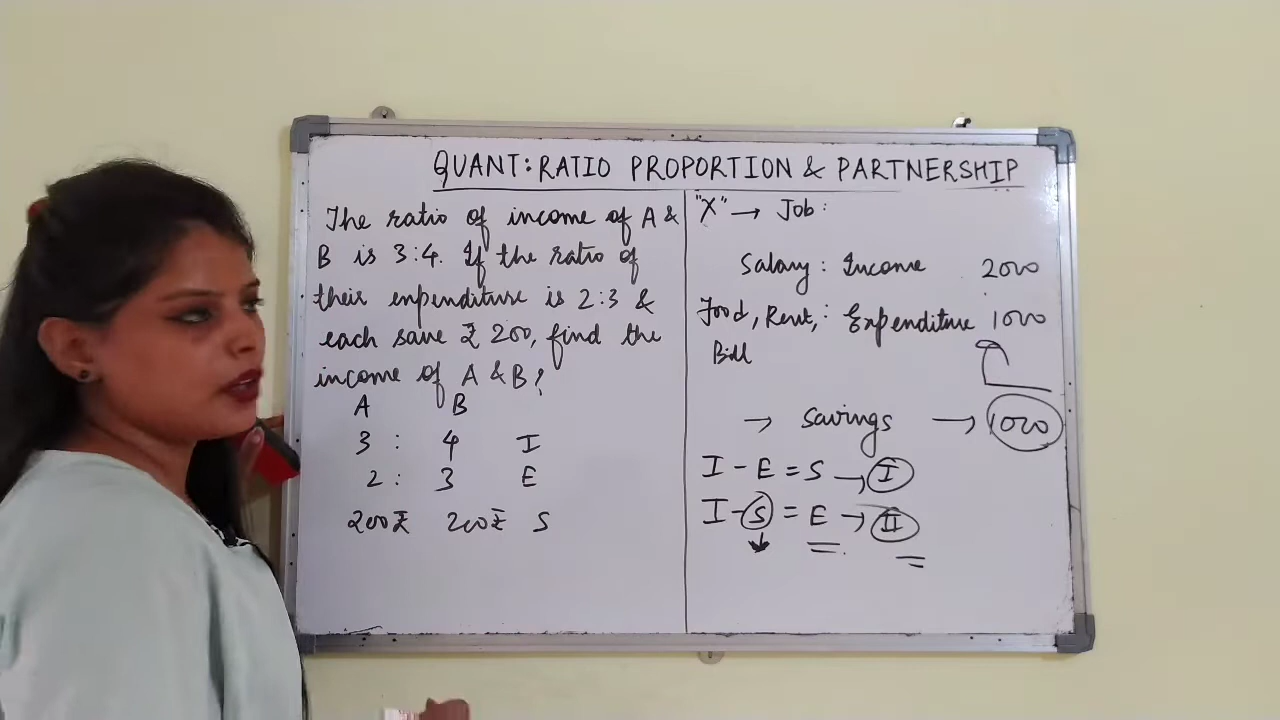 QUANT: RATIO PROPORTION & PARTNERSHIP
The ratio of income of A &
B is 3:4. If the ratio of
their enpenditure is 2:3 &
each save ₹ 200, find the
income of A & B?
A B
3 : 4 I
2 : 3 E
200₹ 200₹ S
"X" → Job :
Salary : Income 2000
Food, Rent, : Expenditure 1000
Bill
→ Savings → 1000
I - E = S → I
I - S = E → II